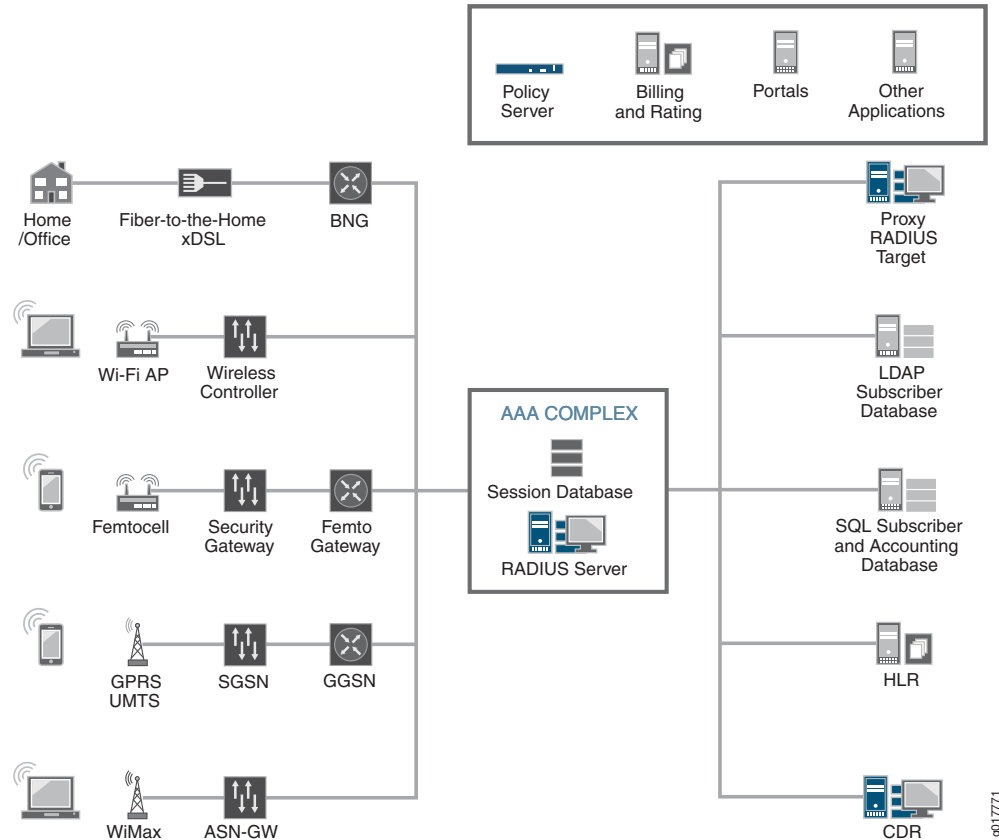 Policy
Server
Billing
and Rating
Portals
Other
Applications
Home
/Office
Fiber-to-the-Home
xDSL
BNG
Proxy
RADIUS
Target
Wi-Fi AP
Wireless
Controller
LDAP
Subscriber
Database
AAA COMPLEX
Session Database
RADIUS Server
Femtocell
Security
Gateway
Femto
Gateway
SQL Subscriber
and Accounting
Database
GPRS
UMTS
SGSN
GGSN
HLR
WiMax
ASN-GW
CDR
g017771